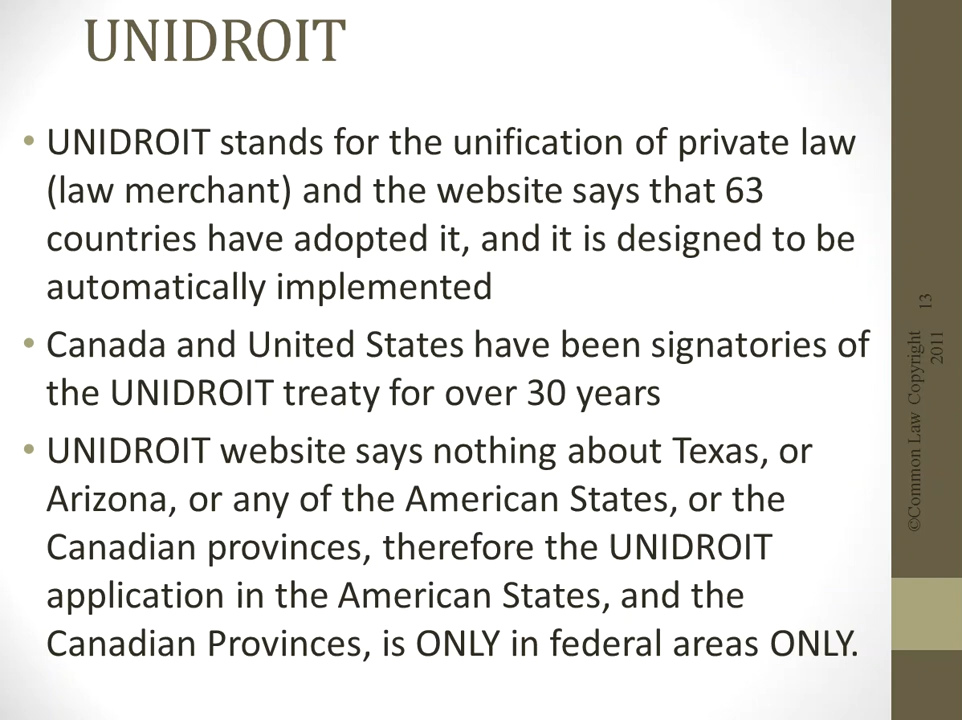 UNIDROIT
• UNIDROIT stands for the unification of private law
(law merchant) and the website says that 63
countries have adopted it, and it is designed to be
automatically implemented
• Canada and United States have been signatories of
the UNIDROIT treaty for over 30 years
• UNIDROIT website says nothing about Texas, or
Arizona, or any of the American States, or the
Canadian provinces, therefore the UNIDROIT
application in the American States, and the
Canadian Provinces, is ONLY in federal areas ONLY.
©Common Law Copyright
2011
13